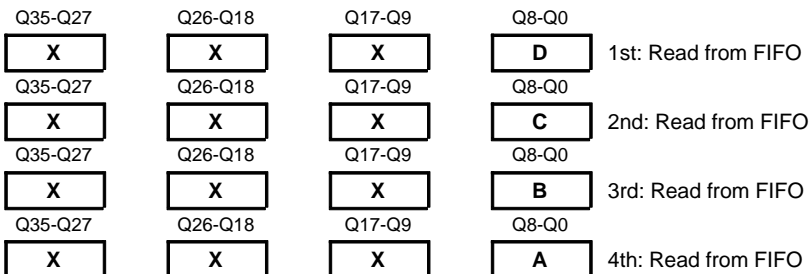 Q35-Q27 Q26-Q18 Q17-Q9 Q8-Q0
X X X D 1st: Read from FIFO
Q35-Q27 Q26-Q18 Q17-Q9 Q8-Q0
X X X C 2nd: Read from FIFO
Q35-Q27 Q26-Q18 Q17-Q9 Q8-Q0
X X X B 3rd: Read from FIFO
Q35-Q27 Q26-Q18 Q17-Q9 Q8-Q0
X X X A 4th: Read from FIFO